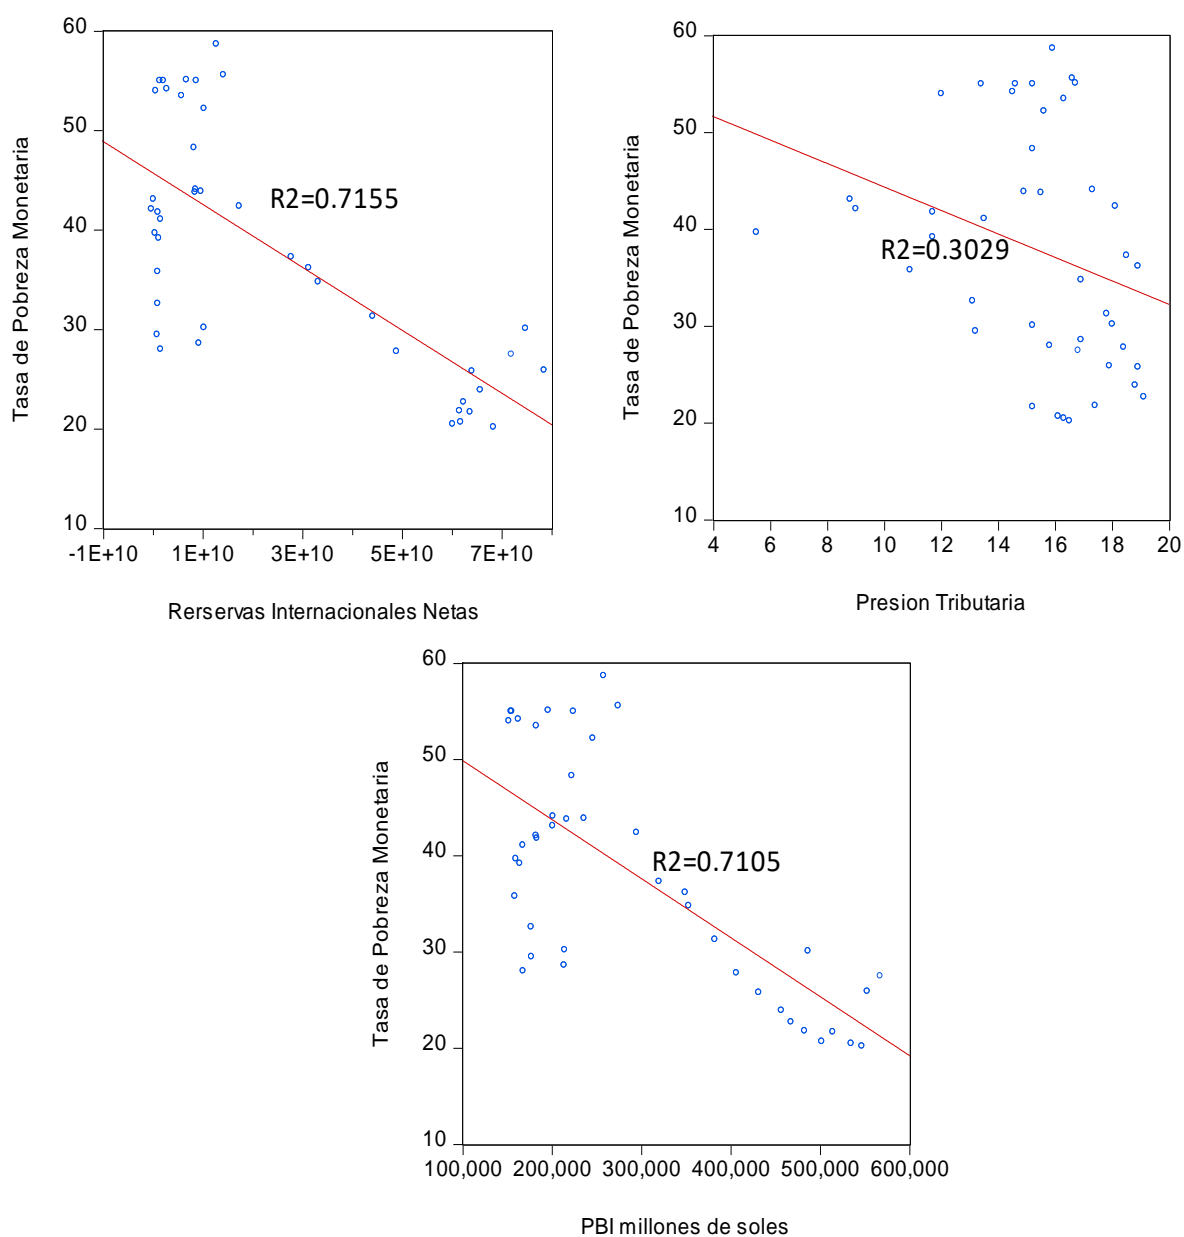 60
50
40
30
20
10
Tasa de Pobreza Monetaria
R2=0.7155
-1E+10 1E+10 3E+10 5E+10 7E+10
Rerservas Internacionales Netas
60
50
40
30
20
10
Tasa de Pobreza Monetaria
R2=0.3029
4 6 8 10 12 14 16 18 20
Presion Tributaria
60
50
40
30
20
10
Tasa de Pobreza Monetaria
R2=0.7105
100,000 200,000 300,000 400,000 500,000 600,000
PBI millones de soles